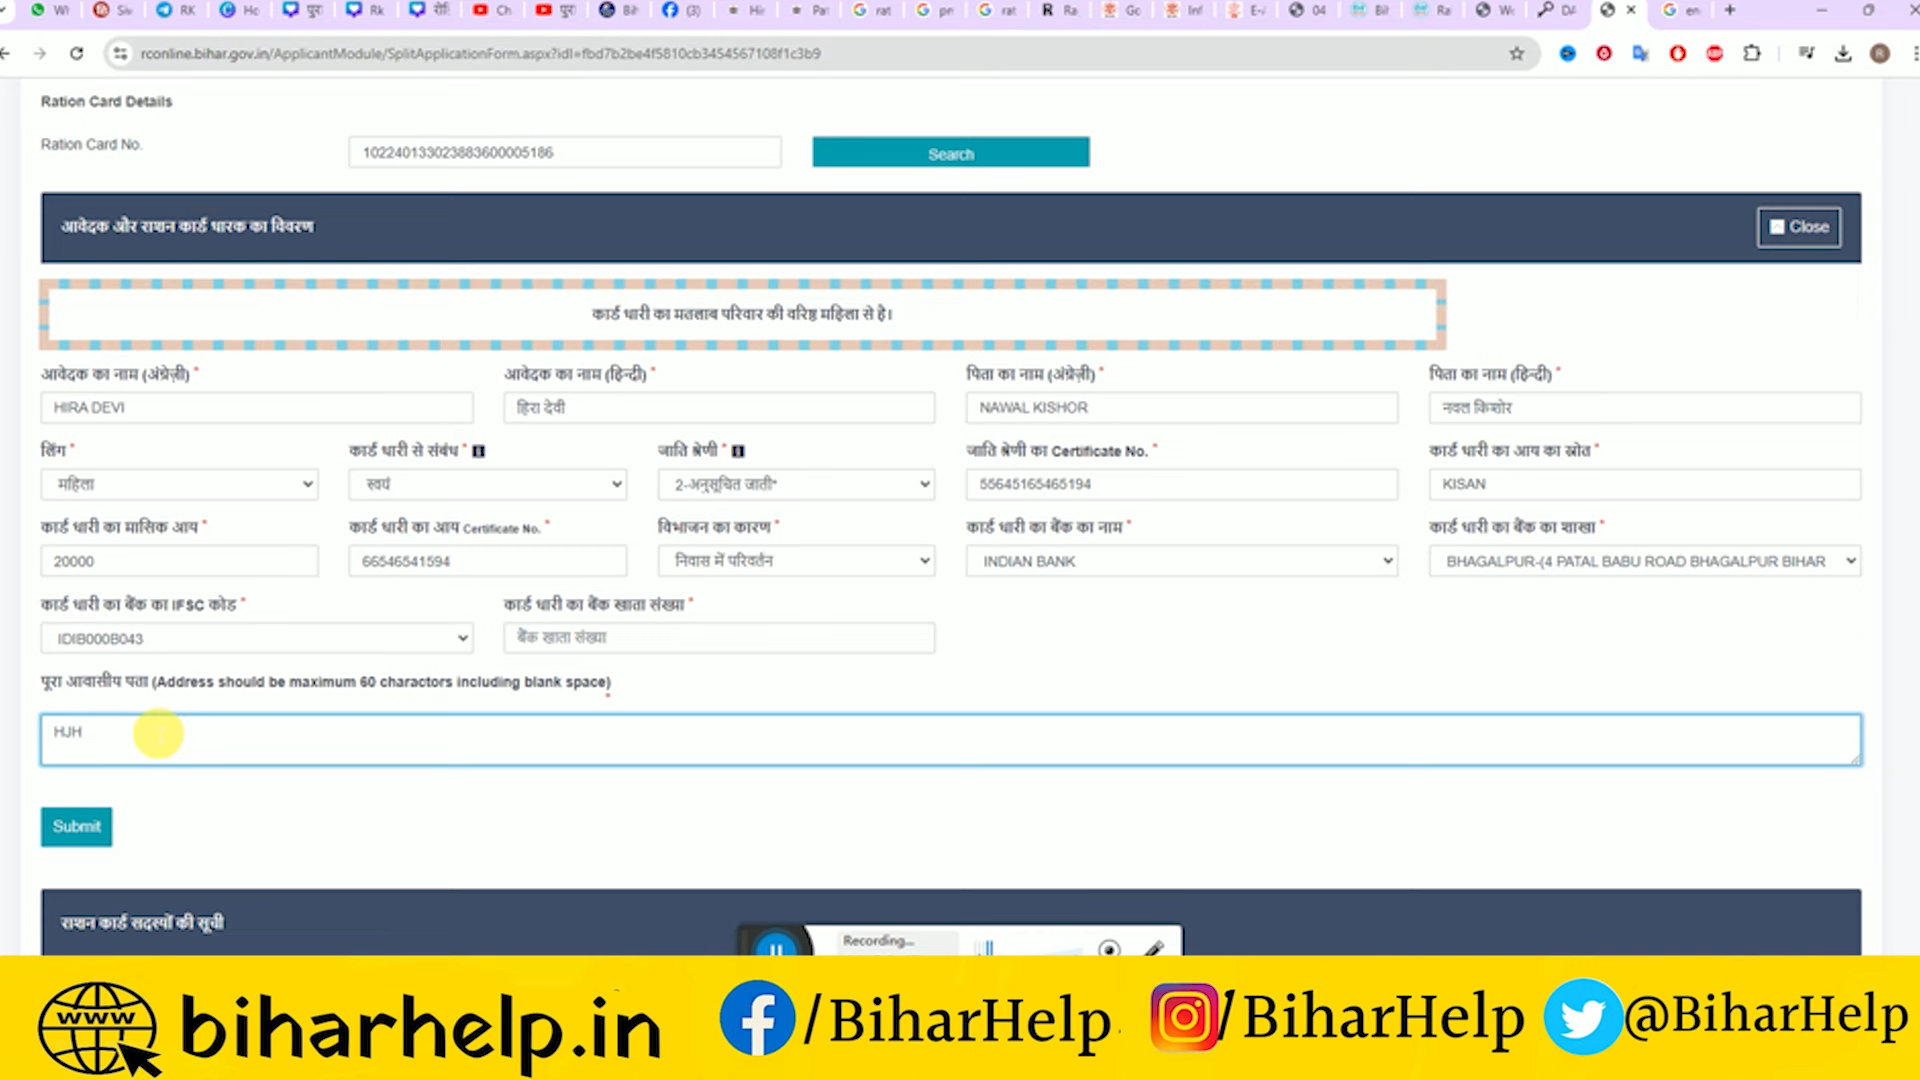 rconline.bihar.gov.in/ApplicantModule/SplitApplicationForm.aspx?idI=fbd7b2be4f5810cb3454567108f1c3b9
Ration Card Details
Ration Card No. 102240133023883600005186 Search
आवेदक और राशन कार्ड धारक का विवरण Close
कार्ड धारी का मतलाब परिवार की वरिष्ठ महिला से है।
आवेदक का नाम (अंग्रेज़ी) * आवेदक का नाम (हिन्दी) * पिता का नाम (अंग्रेज़ी) * पिता का नाम (हिन्दी) *
HIRA DEVI हिरा देवी NAWAL KISHOR नवल किशोर
लिंग * कार्ड धारी से संबंध * जाति श्रेणी * जाति श्रेणी का Certificate No. * कार्ड धारी का आय का स्रोत *
महिला स्वयं 2-अनुसूचित जाती* 55645165465194 KISAN
कार्ड धारी का मासिक आय * कार्ड धारी का आय Certificate No. * विभाजन का कारण * कार्ड धारी का बैंक का नाम * कार्ड धारी का बैंक का शाखा *
20000 66546541594 निवास में परिवर्तन INDIAN BANK BHAGALPUR-(4 PATAL BABU ROAD BHAGALPUR BIHAR
कार्ड धारी का बैंक का IFSC कोड * कार्ड धारी का बैंक खाता संख्या *
IDIB000B043 बैंक खाता संख्या
पूरा आवासीय पता (Address should be maximum 60 charactors including blank space)
*
HJH
Submit
राशन कार्ड सदस्यों की सूची
Recording...
www biharhelp.in /BiharHelp /BiharHelp @BiharHelp